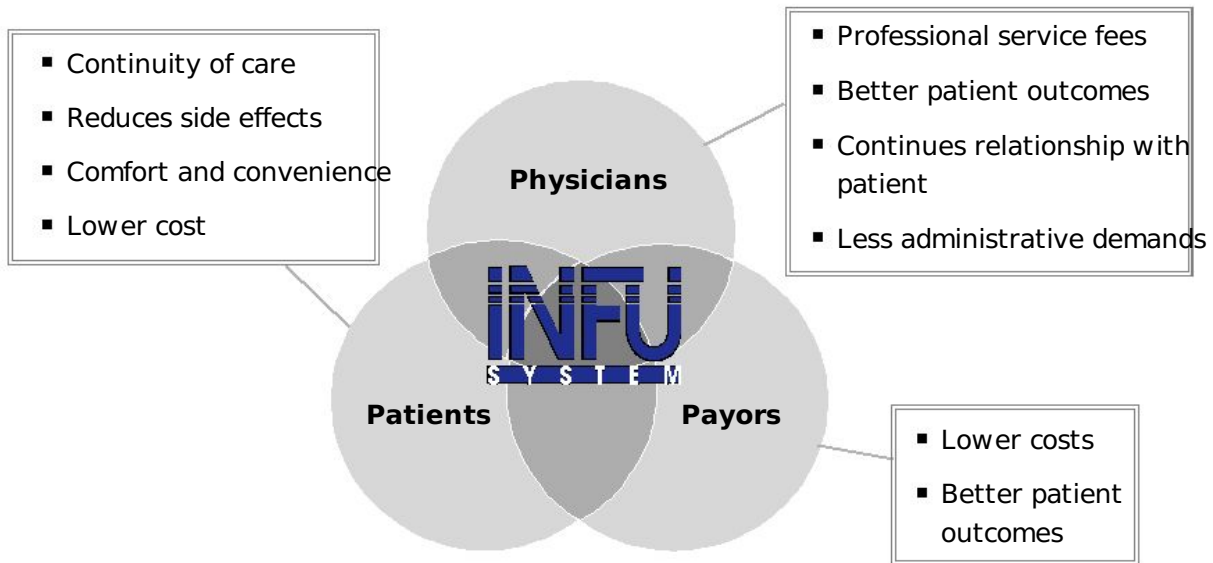 ▪ Continuity of care
▪ Reduces side effects
▪ Comfort and convenience
▪ Lower cost
▪ Professional service fees
▪ Better patient outcomes
▪ Continues relationship with
patient
▪ Less administrative demands
Physicians
INFU
SYSTEM
Patients
Payors
▪ Lower costs
▪ Better patient
outcomes